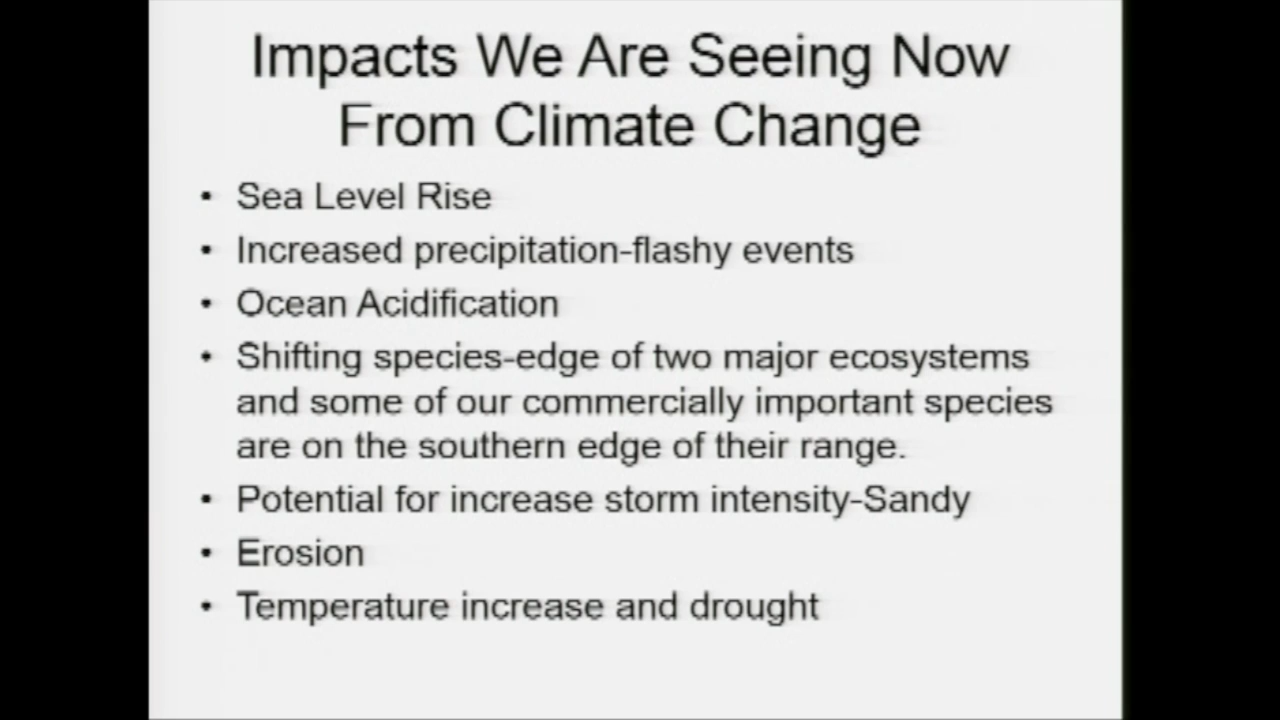 Impacts We Are Seeing Now
From Climate Change
• Sea Level Rise
• Increased precipitation-flashy events
• Ocean Acidification
• Shifting species-edge of two major ecosystems
and some of our commercially important species
are on the southern edge of their range.
• Potential for increase storm intensity-Sandy
• Erosion
• Temperature increase and drought